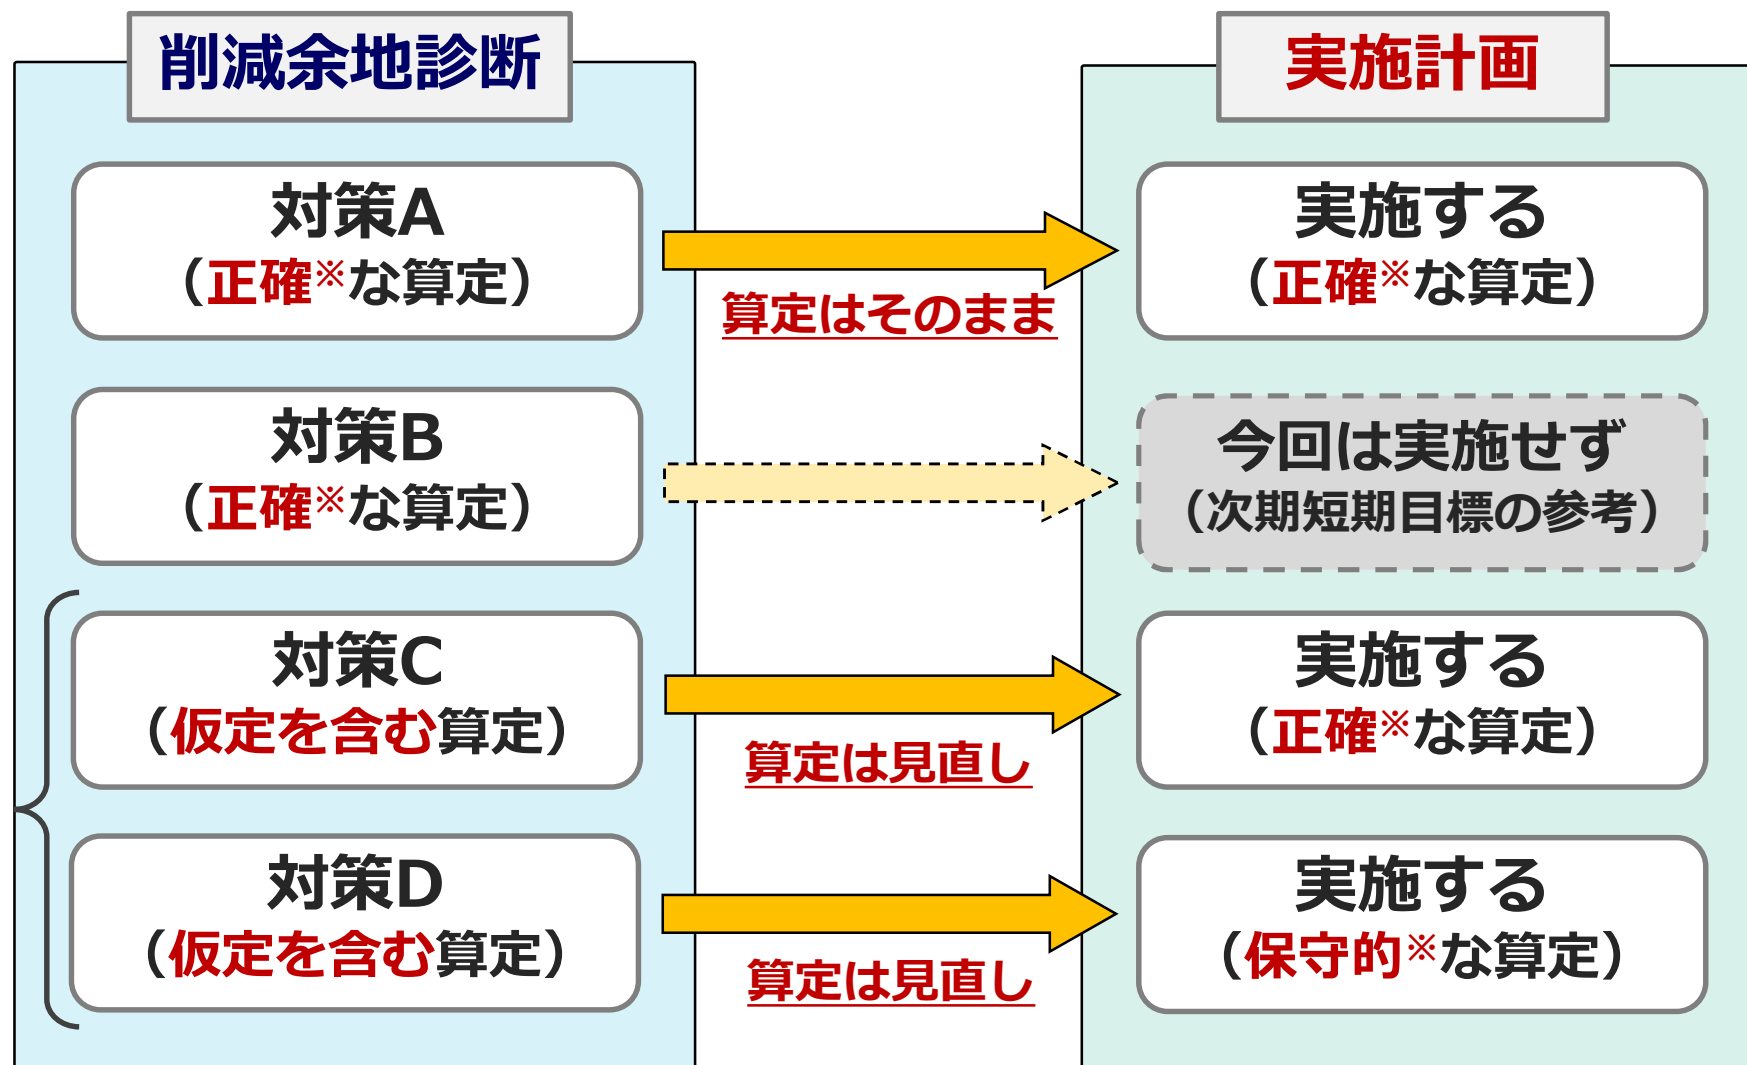 削減余地診断
実施計画
対策A
（正確※な算定）
算定はそのまま
実施する
（正確※な算定）
対策B
（正確※な算定）
今回は実施せず
（次期短期目標の参考）
対策C
（仮定を含む算定）
算定は見直し
実施する
（正確※な算定）
対策D
（仮定を含む算定）
算定は見直し
実施する
（保守的※な算定）